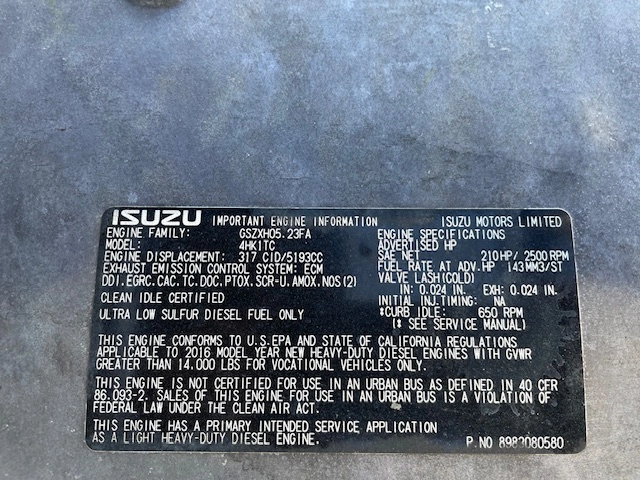 ISUZU IMPORTANT ENGINE INFORMATION ISUZU MOTORS LIMITED
ENGINE FAMILY: GSZXH05.23FA
MODEL: 4HK1TC
ENGINE DISPLACEMENT: 317 CID/5193CC
EXHAUST EMISSION CONTROL SYSTEM: ECM
DDI.EGRC.CAC.TC.DOC.PTOX.SCR-U.AMOX.NOS(2)
CLEAN IDLE CERTIFIED
ULTRA LOW SULFUR DIESEL FUEL ONLY
ENGINE SPECIFICATIONS
ADVERTISED HP
SAE NET 210HP/2500RPM
FUEL RATE AT ADV.HP 143MM3/ST
VALVE LASH(COLD)
IN: 0.024 IN. EXH: 0.024 IN.
INITIAL INJ.TIMING: NA
*CURB IDLE: 650 RPM
(* SEE SERVICE MANUAL)
THIS ENGINE CONFORMS TO U.S.EPA AND STATE OF CALIFORNIA REGULATIONS
APPLICABLE TO 2016 MODEL YEAR NEW HEAVY-DUTY DIESEL ENGINES WITH GVWR
GREATER THAN 14.000 LBS FOR VOCATIONAL VEHICLES ONLY.
THIS ENGINE IS NOT CERTIFIED FOR USE IN AN URBAN BUS AS DEFINED IN 40 CFR
86.093-2. SALES OF THIS ENGINE FOR USE IN AN URBAN BUS IS A VIOLATION OF
FEDERAL LAW UNDER THE CLEAN AIR ACT.
THIS ENGINE HAS A PRIMARY INTENDED SERVICE APPLICATION
AS A LIGHT HEAVY-DUTY DIESEL ENGINE.
P.NO 8982080580